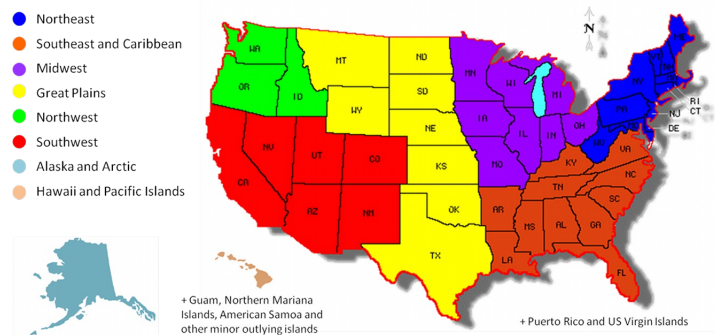 Northeast
Southeast and Caribbean
Midwest
Great Plains
Northwest
Southwest
Alaska and Arctic
Hawaii and Pacific Islands
N
WA
MT
ND
MN
ME
OR
ID
SD
WI
MI
NY
WY
IA
PA
RI
CT
NJ
DE
NE
NV
UT
CO
IL
IN
OH
WV
VA
CA
KS
MO
KY
NC
AZ
NM
OK
AR
TN
SC
TX
MS
AL
GA
LA
FL
+ Guam, Northern Mariana
Islands, American Samoa and
other minor outlying islands
+ Puerto Rico and US Virgin Islands